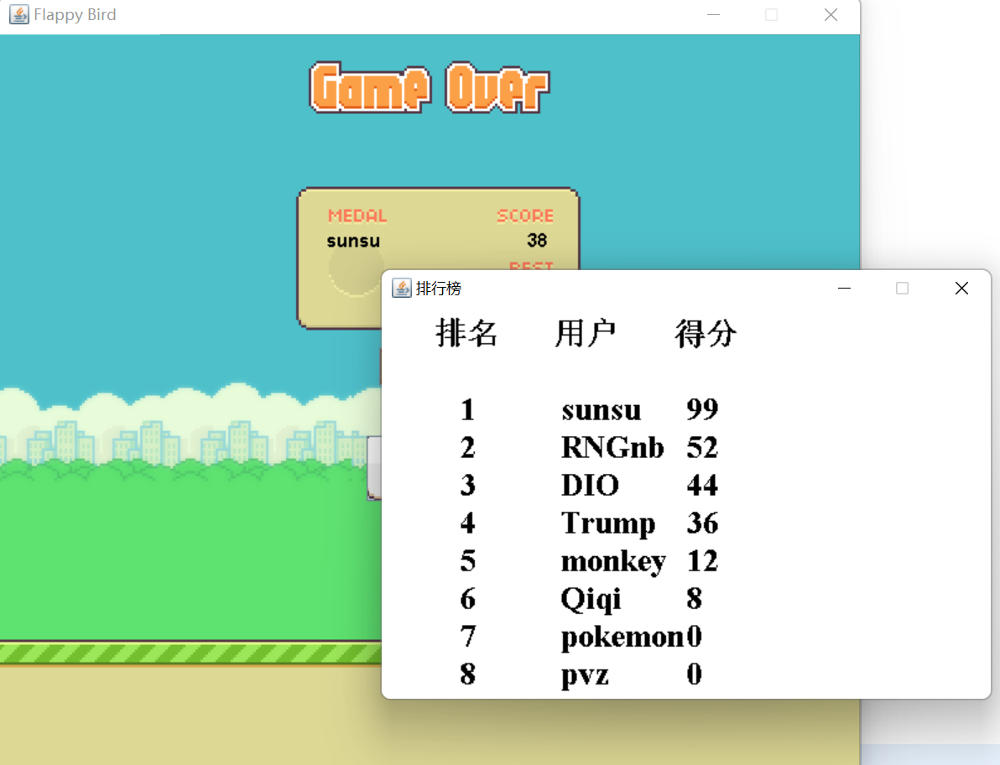 Flappy Bird
Game Over
MEDAL SCORE
sunsu 38
BEST
排行榜
排名 用户 得分
1 sunsu 99
2 RNGnb 52
3 DIO 44
4 Trump 36
5 monkey 12
6 Qiqi 8
7 pokemon 0
8 pvz 0